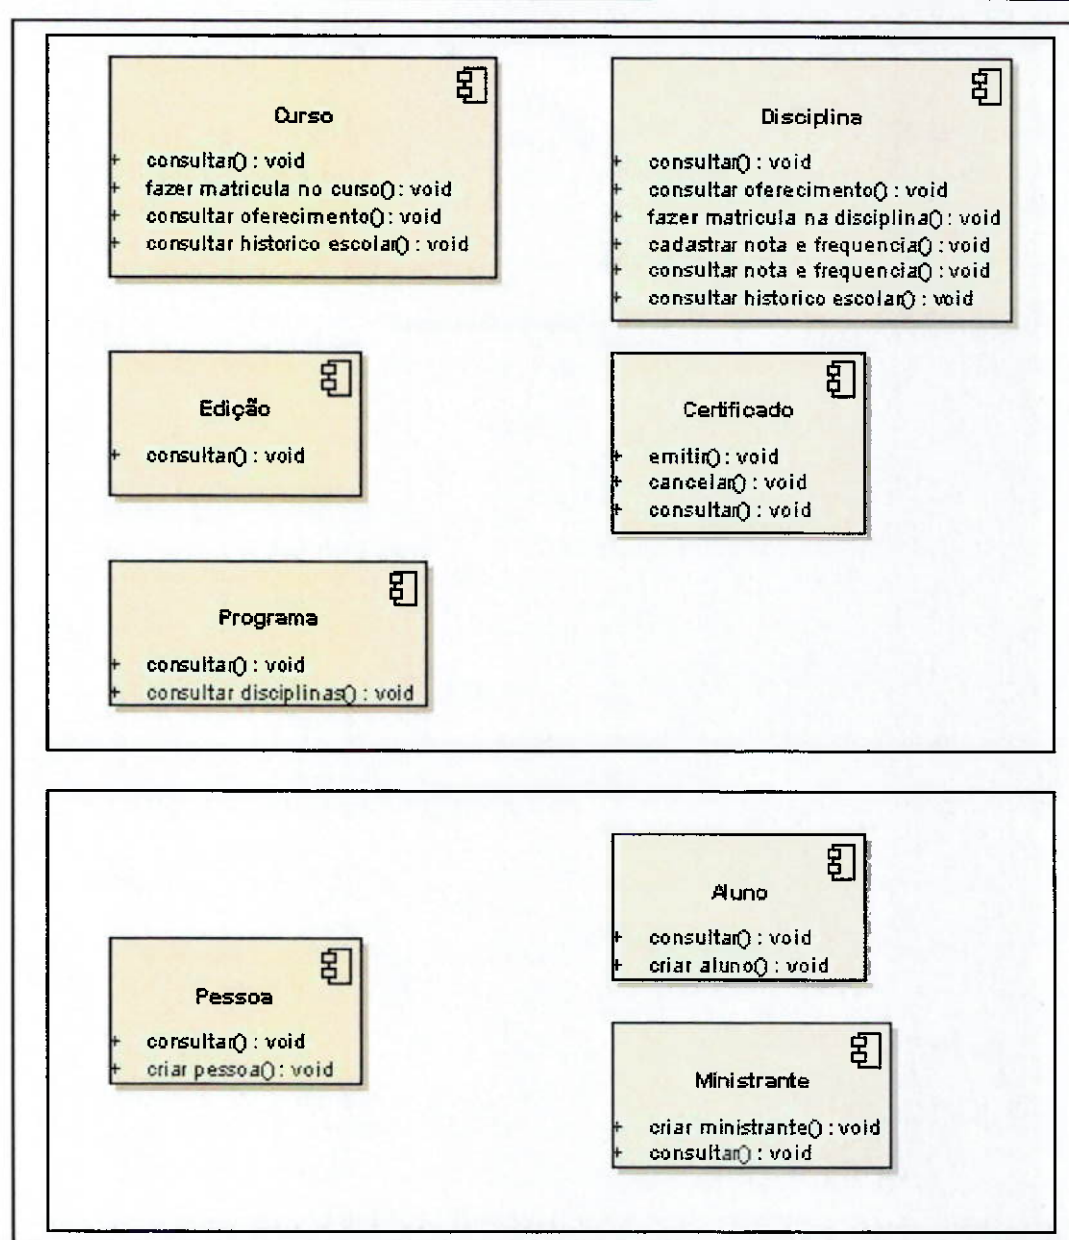 Curso
+ consultar() : void
+ fazer matricula no curso() : void
+ consultar oferecimento() : void
+ consultar historico escolar() : void
Disciplina
+ consultar() : void
+ consultar oferecimento() : void
+ fazer matricula na disciplina() : void
+ cadastrar nota e frequencia() : void
+ consultar nota e frequencia() : void
+ consultar historico escolar() : void
Edição
+ consultar() : void
Certificado
+ emitir() : void
+ cancelar() : void
+ consultar() : void
Programa
+ consultar() : void
+ consultar disciplinas() : void
Aluno
+ consultar() : void
+ criar aluno() : void
Pessoa
+ consultar() : void
+ criar pessoa() : void
Ministrante
+ criar ministrante() : void
+ consultar() : void